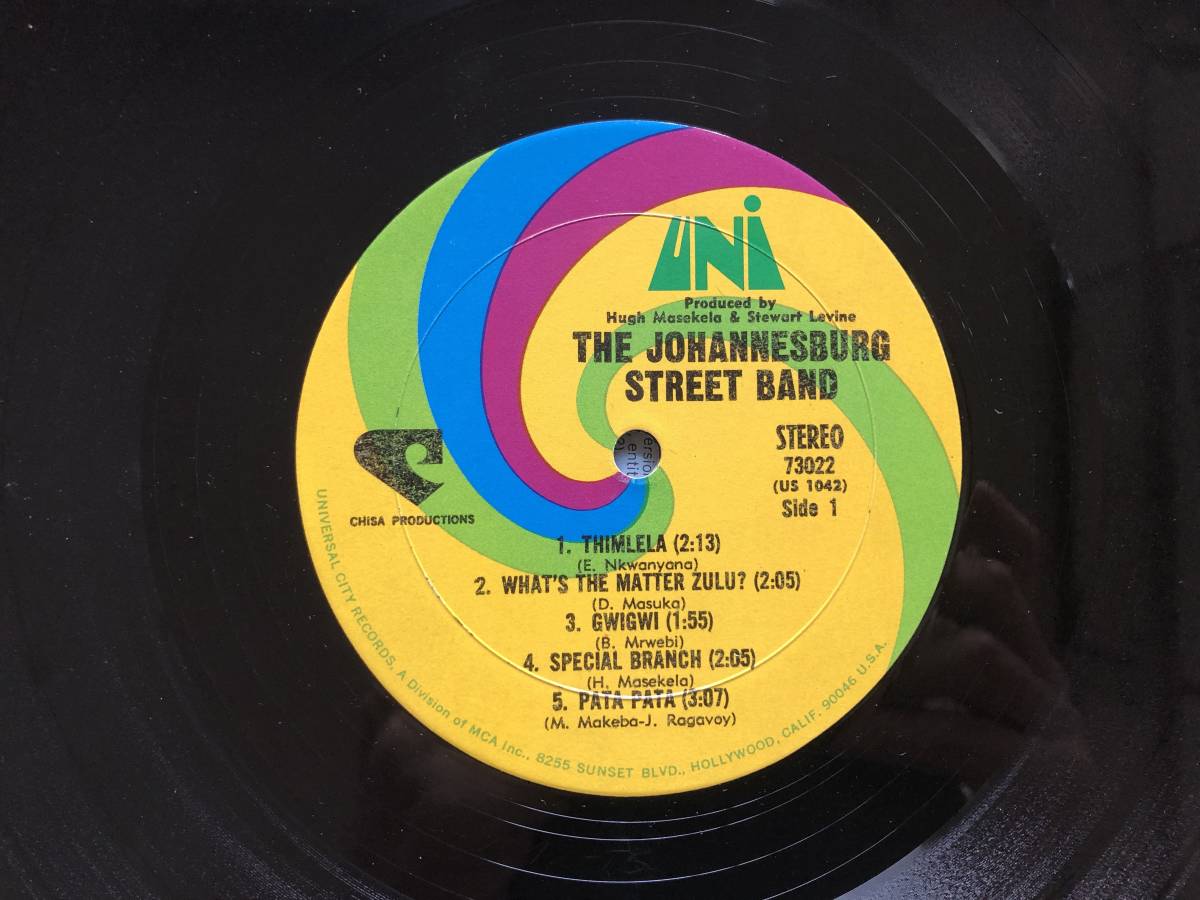 UNI
Produced by
Hugh Masekela & Stewart Levine
THE JOHANNESBURG
STREET BAND
STEREO
73022
(US 1042)
Side 1
CHISA PRODUCTIONS
1. THIMLELA (2:13)
(E. Nkwanyana)
2. WHAT'S THE MATTER ZULU? (2:05)
(D. Masuka)
3. GWIGWI (1:55)
(B. Mrwebi)
4. SPECIAL BRANCH (2:05)
(H. Masekela)
5. PATA PATA (3:07)
(M. Makeba-J. Ragavoy)
UNIVERSAL CITY RECORDS, A Division of MCA Inc., 8255 SUNSET BLVD., HOLLYWOOD, CALIF. 90046 U.S.A.